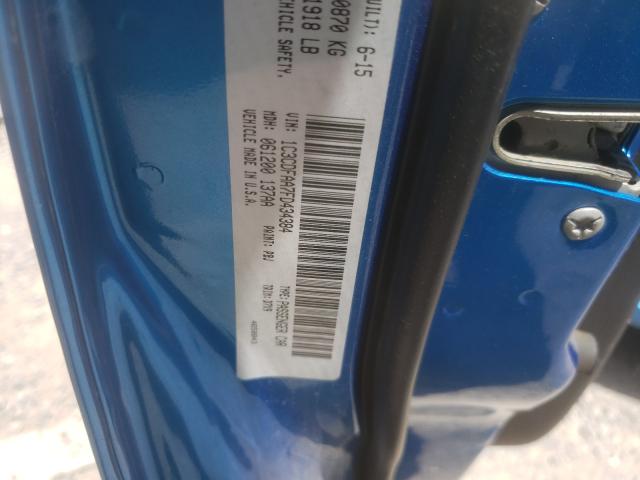 BUILT): 6-15
0870 KG
1918 LB
VEHICLE SAFETY.
VIN: 1C3CDFAA7FD434384
TYPE: PASSENGER CAR
MDH: 061200 137AA
PAINT: PBJ
VEHICLE MADE IN U.S.A.